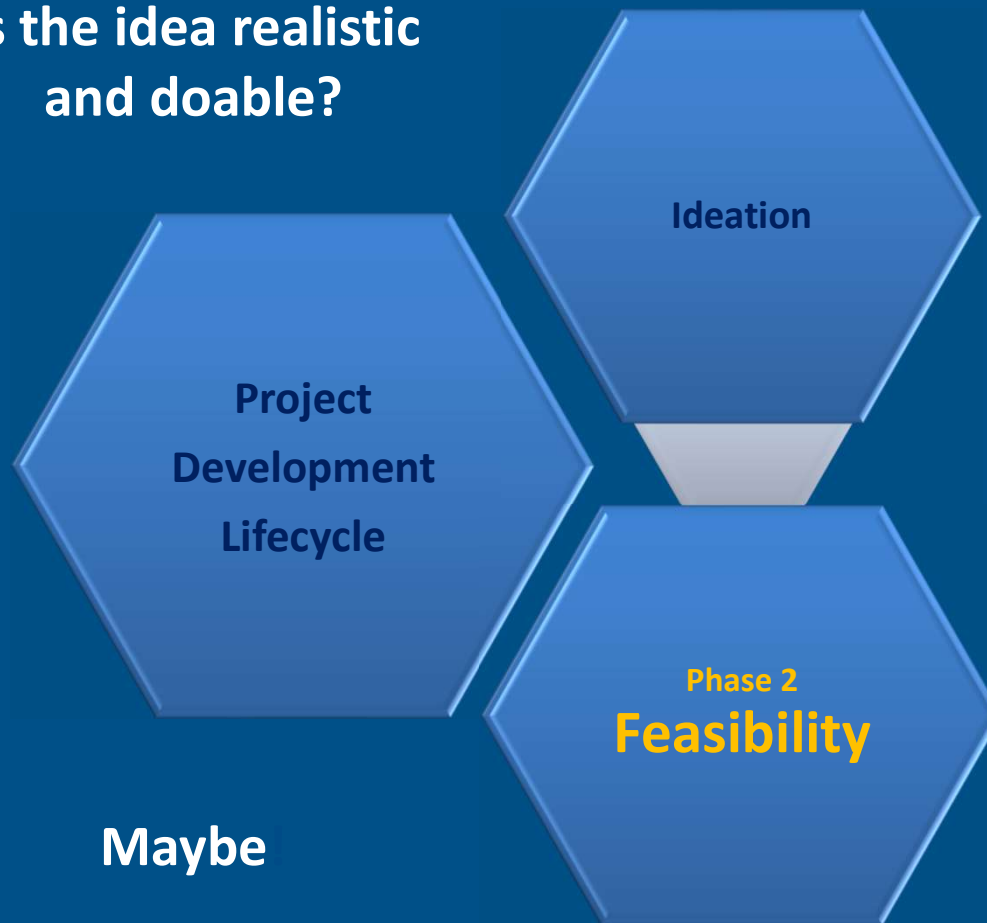 s the idea realistic
and doable?
Ideation
Project
Development
Lifecycle
Phase 2
Feasibility
Maybe